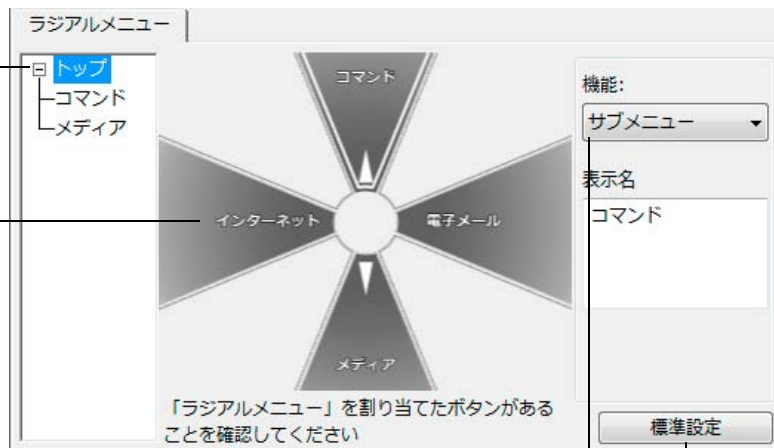 ラジアルメニュー
トップ
コマンド
メディア
コマンド
インターネット
電子メール
メディア
「ラジアルメニュー」を割り当てたボタンがある
ことを確認してください
機能:
サブメニュー
表示名
コマンド
標準設定